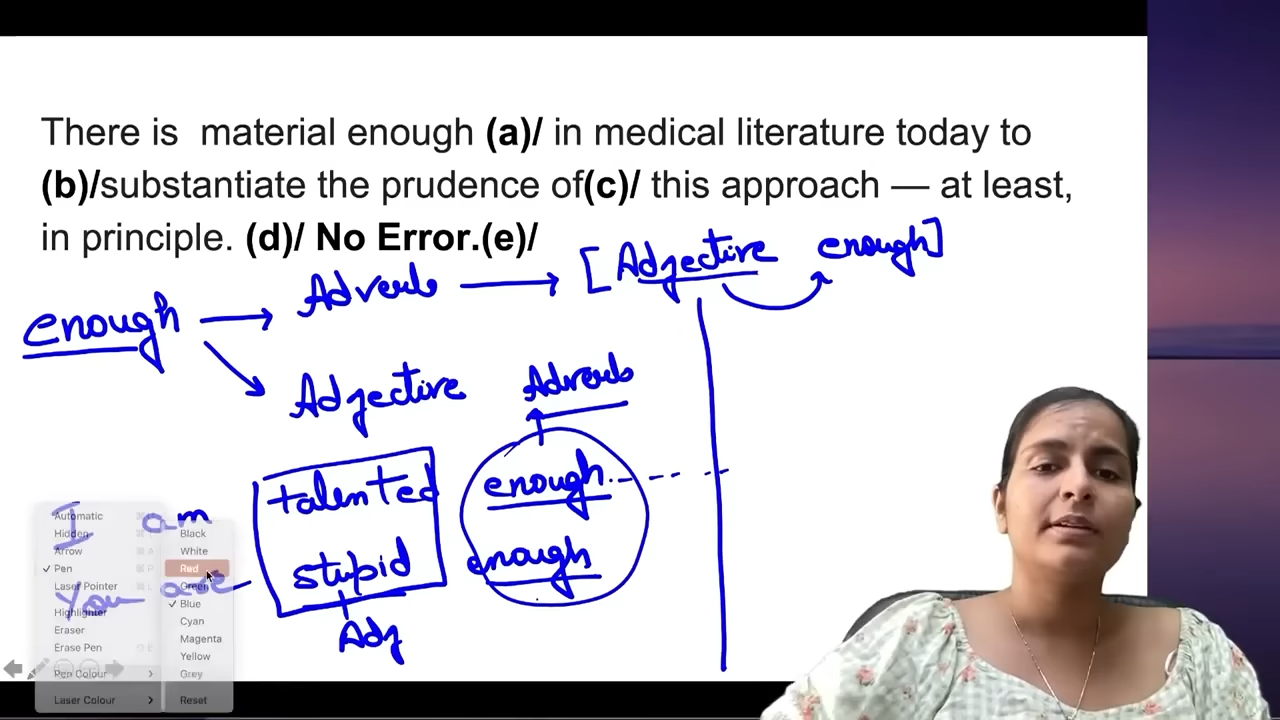 There is material enough (a)/ in medical literature today to
(b)/substantiate the prudence of(c)/ this approach — at least,
in principle. (d)/ No Error.(e)/
enough → Adverb → [Adjective enough]
Adjective
Adverb
I am talented enough
You are stupid enough
Adj
Automatic
Hidden
Arrow
✓ Pen
Laser Pointer
Highlighter
Eraser
Erase Pen
Pen Colour >
Laser Colour >
Black
White
Red
Green
✓ Blue
Cyan
Magenta
Yellow
Grey
Reset